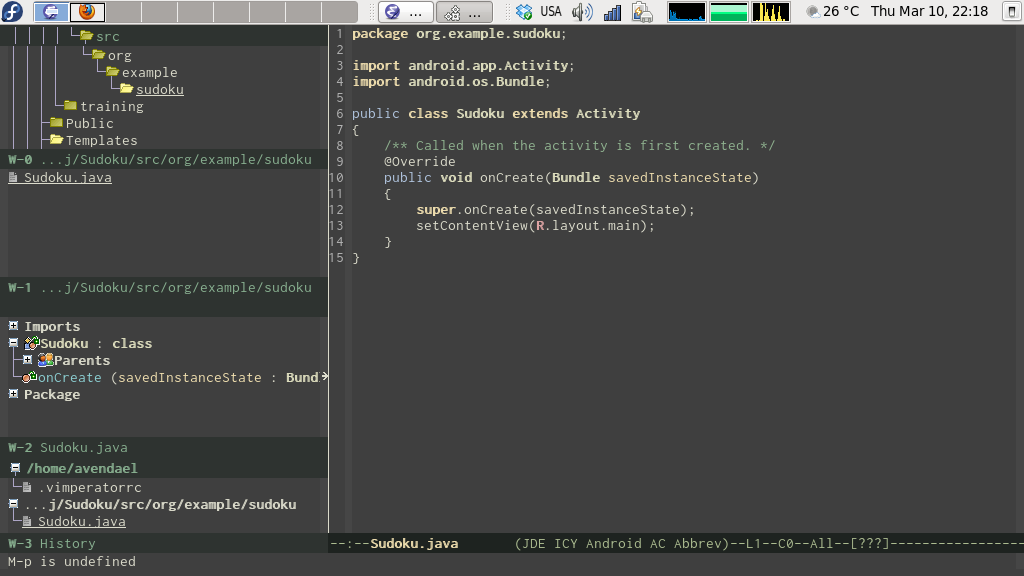 ... ... USA 26 °C Thu Mar 10, 22:18
src
org
example
sudoku
training
Public
Templates
W-0 ...j/Sudoku/src/org/example/sudoku
Sudoku.java
W-1 ...j/Sudoku/src/org/example/sudoku
Imports
Sudoku : class
Parents
onCreate (savedInstanceState : Bund
Package
W-2 Sudoku.java
/home/avendael
.vimperatorrc
...j/Sudoku/src/org/example/sudoku
Sudoku.java
W-3 History
1 package org.example.sudoku;
2
3 import android.app.Activity;
4 import android.os.Bundle;
5
6 public class Sudoku extends Activity
7 {
8     /** Called when the activity is first created. */
9     @Override
10     public void onCreate(Bundle savedInstanceState)
11     {
12         super.onCreate(savedInstanceState);
13         setContentView(R.layout.main);
14     }
15 }
--:--Sudoku.java       (JDE ICY Android AC Abbrev)--L1--C0--All--[???]-----------------
M-p is undefined